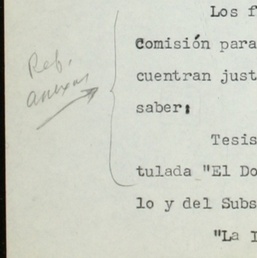 Los f
Comisión para
cuentran just
saber:
Tesis
tulada "El Do
lo y del Subs
"La I
Ref.
anexas